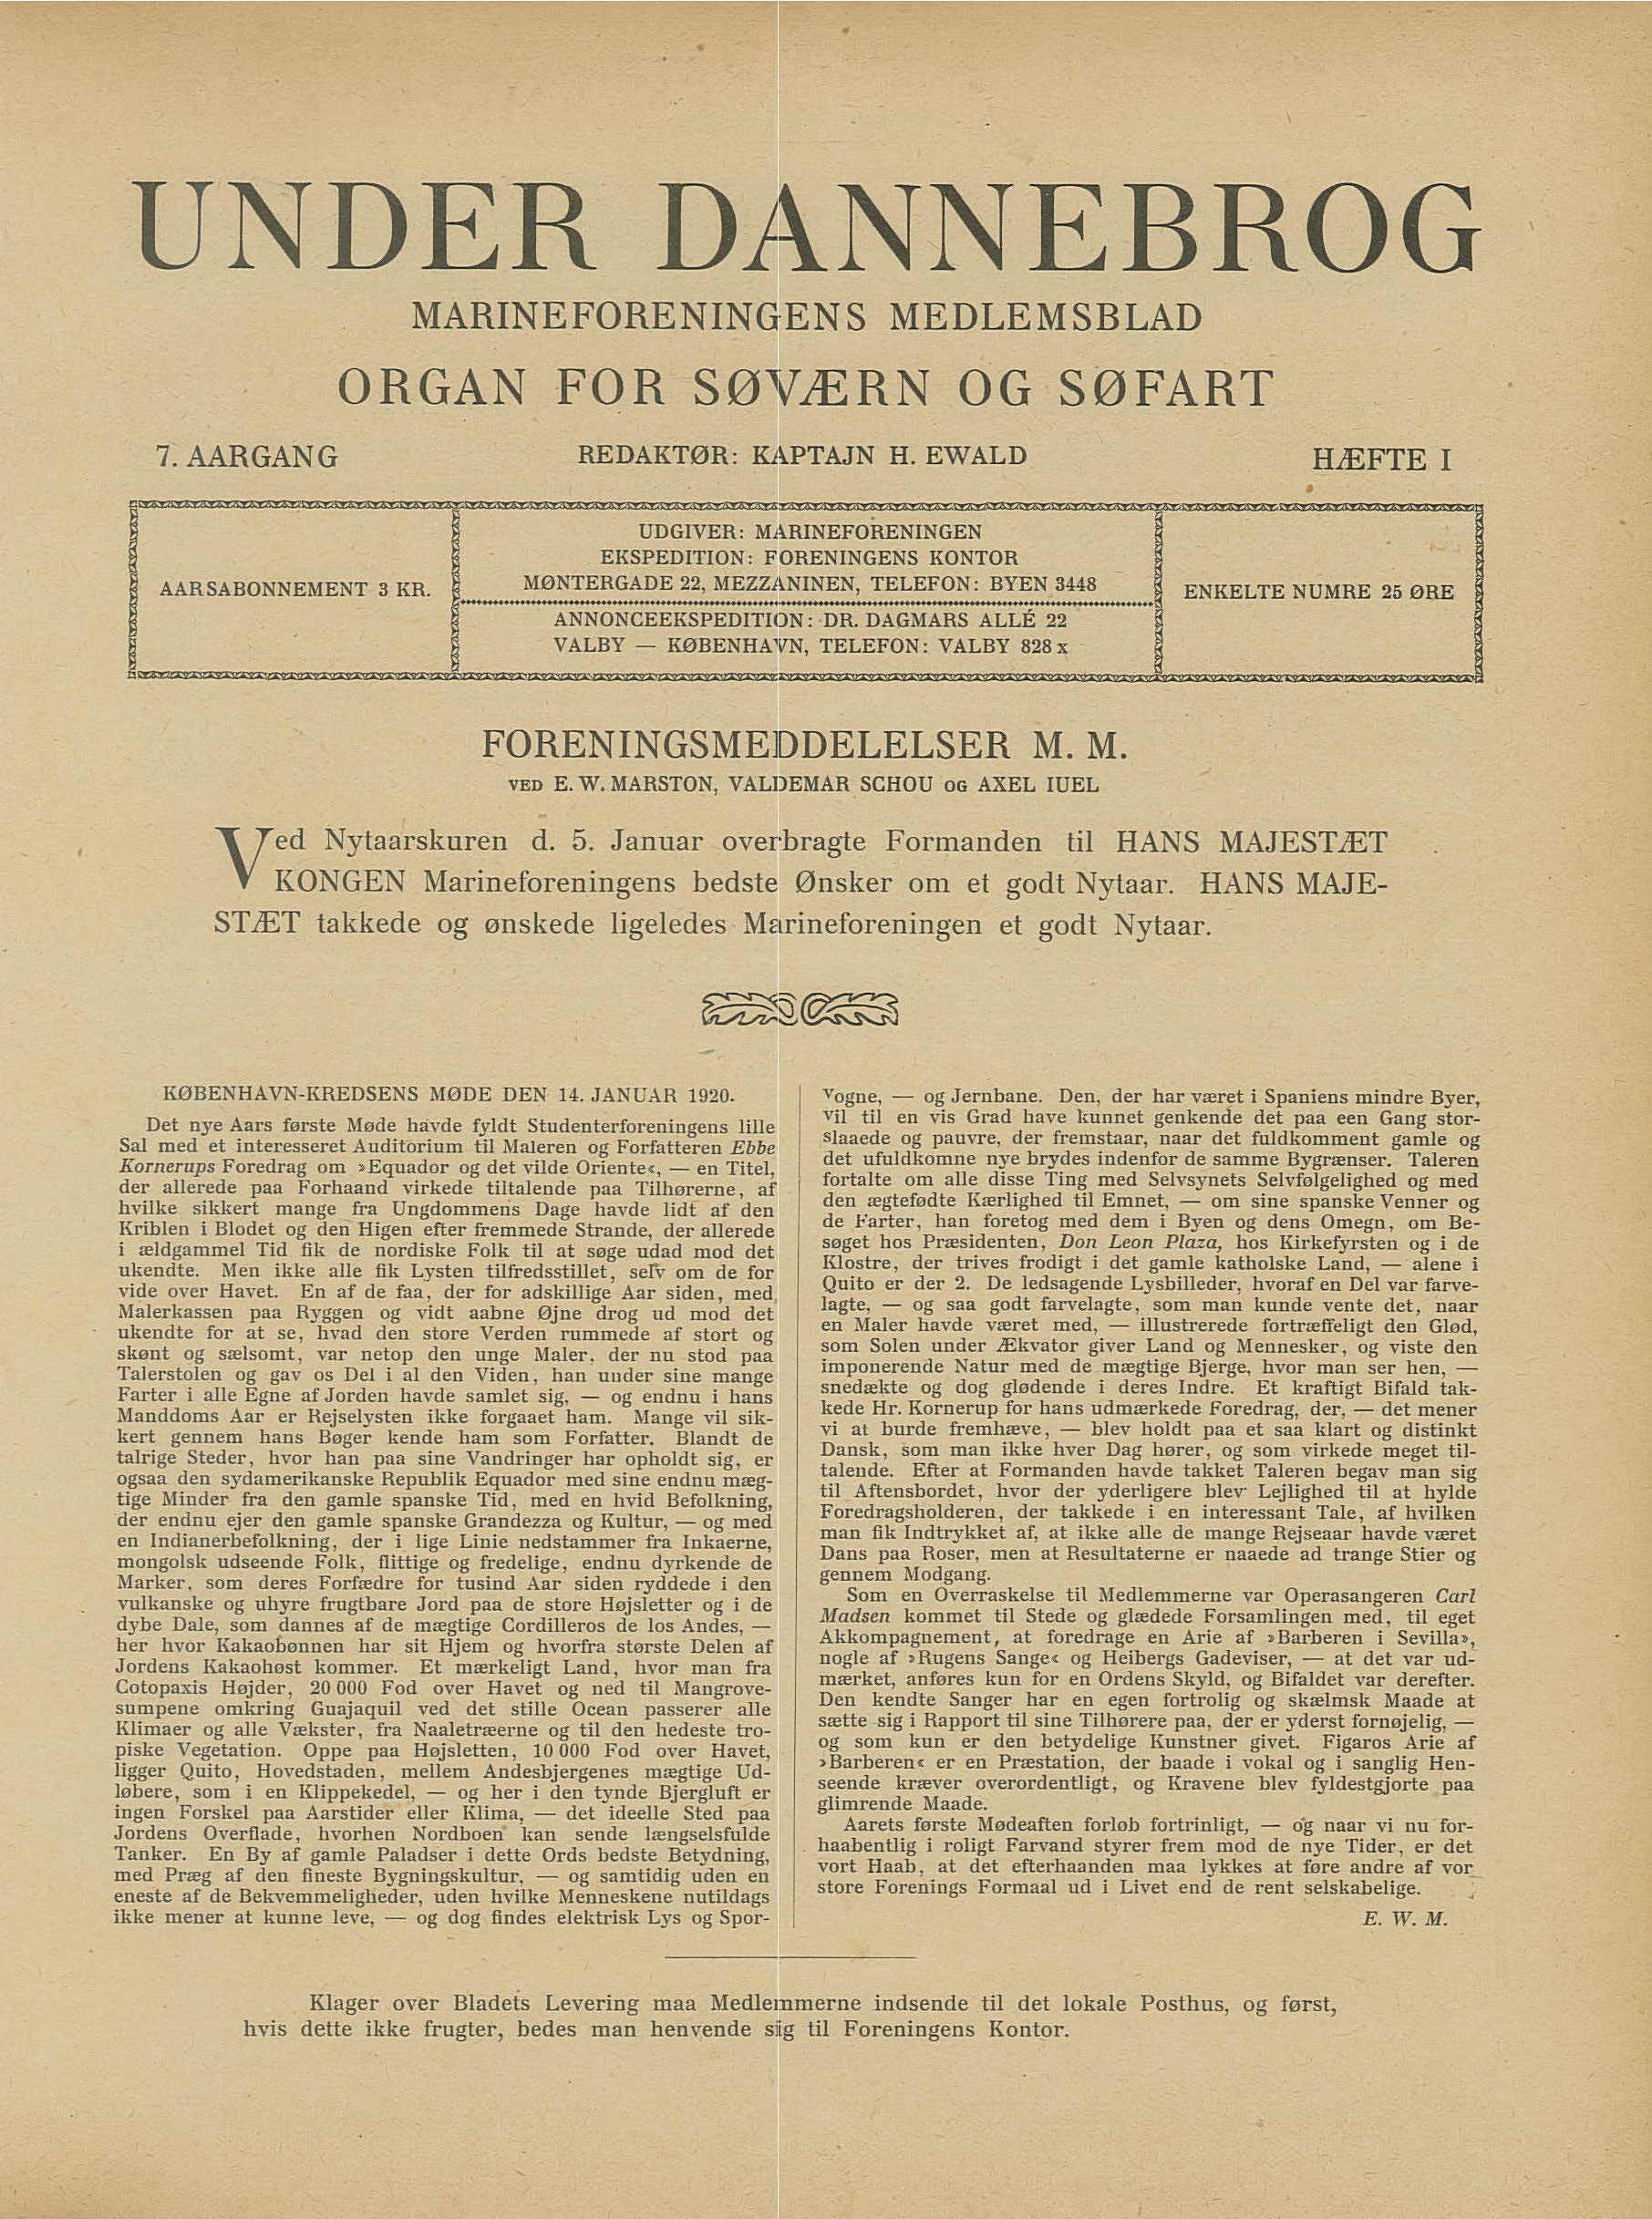 UNDER DANNEBROG
MARINEFORENINGENS MEDLEMSBLAD
ORGAN FOR SØVÆRN OG SØFART
7. AARGANG
REDAKTØR: KAPTAJN H. EWALD
HÆFTE I
AARSABONNEMENT 3 KR.
UDGIVER: MARINEFORENINGEN
EKSPEDITION: FORENINGENS KONTOR
MØNTERGADE 22, MEZZANINEN, TELEFON: BYEN 3448
ANNONCEEKSPEDITION: DR. DAGMARS ALLÉ 22
VALBY — KØBENHAVN, TELEFON: VALBY 828 x
ENKELTE NUMRE 25 ØRE
FORENINGSMEDDELELSER M. M.
VED E. W. MARSTON, VALDEMAR SCHOU OG AXEL IUEL
Ved Nytaarskuren d. 5. Januar overbragte Formanden til HANS MAJESTÆT
KONGEN Marineforeningens bedste Ønsker om et godt Nytaar. HANS MAJE-
STÆT takkede og ønskede ligeledes Marineforeningen et godt Nytaar.
KØBENHAVN-KREDSENS MØDE DEN 14. JANUAR 1920.
Det nye Aars første Møde havde fyldt Studenterforeningens lille
Sal med et interesseret Auditorium til Maleren og Forfatteren Ebbe
Kornerups Foredrag om »Equador og det vilde Oriente«, — en Titel,
der allerede paa Forhaand virkede tiltalende paa Tilhørerne, af
hvilke sikkert mange fra Ungdommens Dage havde lidt af den
Kriblen i Blodet og den Higen efter fremmede Strande, der allerede
i ældgammel Tid fik de nordiske Folk til at søge udad mod det
ukendte. Men ikke alle fik Lysten tilfredsstillet, selv om de for
vide over Havet. En af de faa, der for adskillige Aar siden, med
Malerkassen paa Ryggen og vidt aabne Øjne drog ud mod det
ukendte for at se, hvad den store Verden rummede af stort og
skønt og sælsomt, var netop den unge Maler, der nu stod paa
Talerstolen og gav os Del i al den Viden, han under sine mange
Farter i alle Egne af Jorden havde samlet sig, — og endnu i hans
Manddoms Aar er Rejselysten ikke forgaaet ham. Mange vil sik-
kert gennem hans Bøger kende ham som Forfatter. Blandt de
talrige Steder, hvor han paa sine Vandringer har opholdt sig, er
ogsaa den sydamerikanske Republik Equador med sine endnu mæg-
tige Minder fra den gamle spanske Tid, med en hvid Befolkning,
der endnu ejer den gamle spanske Grandezza og Kultur, — og med
en Indianerbefolkning, der i lige Linie nedstammer fra Inkaerne,
mongolsk udseende Folk, flittige og fredelige, endnu dyrkende de
Marker, som deres Forfædre for tusind Aar siden ryddede i den
vulkanske og uhyre frugtbare Jord paa de store Højsletter og i de
dybe Dale, som dannes af de mægtige Cordilleros de los Andes, —
her hvor Kakaobønnen har sit Hjem og hvorfra største Delen af
Jordens Kakaohøst kommer. Et mærkeligt Land, hvor man fra
Cotopaxis Højder, 20 000 Fod over Havet og ned til Mangrove-
sumpene omkring Guajaquil ved det stille Ocean passerer alle
Klimaer og alle Vækster, fra Naaletræerne og til den hedeste tro-
piske Vegetation. Oppe paa Højsletten, 10 000 Fod over Havet,
ligger Quito, Hovedstaden, mellem Andesbjergenes mægtige Ud-
løbere, som i en Klippekedel, — og her i den tynde Bjergluft er
ingen Forskel paa Aarstider eller Klima, — det ideelle Sted paa
Jordens Overflade, hvorhen Nordboen kan sende længselsfulde
Tanker. En By af gamle Paladser i dette Ords bedste Betydning,
med Præg af den fineste Bygningskultur, — og samtidig uden en
eneste af de Bekvemmeligheder, uden hvilke Menneskene nutildags
ikke mener at kunne leve, — og dog findes elektrisk Lys og Spor-
Vogne, — og Jernbane. Den, der har været i Spaniens mindre Byer,
vil til en vis Grad have kunnet genkende det paa een Gang stor-
slaaede og pauvre, der fremstaar, naar det fuldkomment gamle og
det ufuldkomne nye brydes indenfor de samme Bygrænser. Taleren
fortalte om alle disse Ting med Selvsynets Selvfølgelighed og med
den ægtefødte Kærlighed til Emnet, — om sine spanske Venner og
de Farter, han foretog med dem i Byen og dens Omegn, om Be-
søget hos Præsidenten, Don Leon Plaza, hos Kirkefyrsten og i de
Klostre, der trives frodigt i det gamle katholske Land, — alene i
Quito er der 2. De ledsagende Lysbilleder, hvoraf en Del var farve-
lagte, — og saa godt farvelagte, som man kunde vente det, naar
en Maler havde været med, — illustrerede fortræffeligt den Glød,
som Solen under Ækvator giver Land og Mennesker, og viste den
imponerende Natur med de mægtige Bjerge, hvor man ser hen, —
snedækte og dog glødende i deres Indre. Et kraftigt Bifald tak-
kede Hr. Kornerup for hans udmærkede Foredrag, der, — det mener
vi at burde fremhæve, — blev holdt paa et saa klart og distinkt
Dansk, som man ikke hver Dag hører, og som virkede meget til-
talende. Efter at Formanden havde takket Taleren begav man sig
til Aftensbordet, hvor der yderligere blev Lejlighed til at hylde
Foredragsholderen, der takkede i en interessant Tale, af hvilken
man fik Indtrykket af, at ikke alle de mange Rejseaar havde været
Dans paa Roser, men at Resultaterne er naaede ad trange Stier og
gennem Modgang.
Som en Overraskelse til Medlemmerne var Operasangeren Carl
Madsen kommet til Stede og glædede Forsamlingen med, til eget
Akkompagnement, at foredrage en Arie af »Barberen i Sevilla»,
nogle af »Rugens Sange« og Heibergs Gadeviser, — at det var ud-
mærket, anføres kun for en Ordens Skyld, og Bifaldet var derefter.
Den kendte Sanger har en egen fortrolig og skælmsk Maade at
sætte sig i Rapport til sine Tilhørere paa, der er yderst fornøjelig, —
og som kun er den betydelige Kunstner givet. Figaros Arie af
»Barberen« er en Præstation, der baade i vokal og i sanglig Hen-
seende kræver overordentligt, og Kravene blev fyldestgjorte paa
glimrende Maade.
Aarets første Mødeaften forløb fortrinligt, — og naar vi nu for-
haabentlig i roligt Farvand styrer frem mod de nye Tider, er det
vort Haab, at det efterhaanden maa lykkes at føre andre af vor
store Forenings Formaal ud i Livet end de rent selskabelige.
E. W. M.
Klager over Bladets Levering maa Medlemmerne indsende til det lokale Posthus, og først,
hvis dette ikke frugter, bedes man henvende sig til Foreningens Kontor.